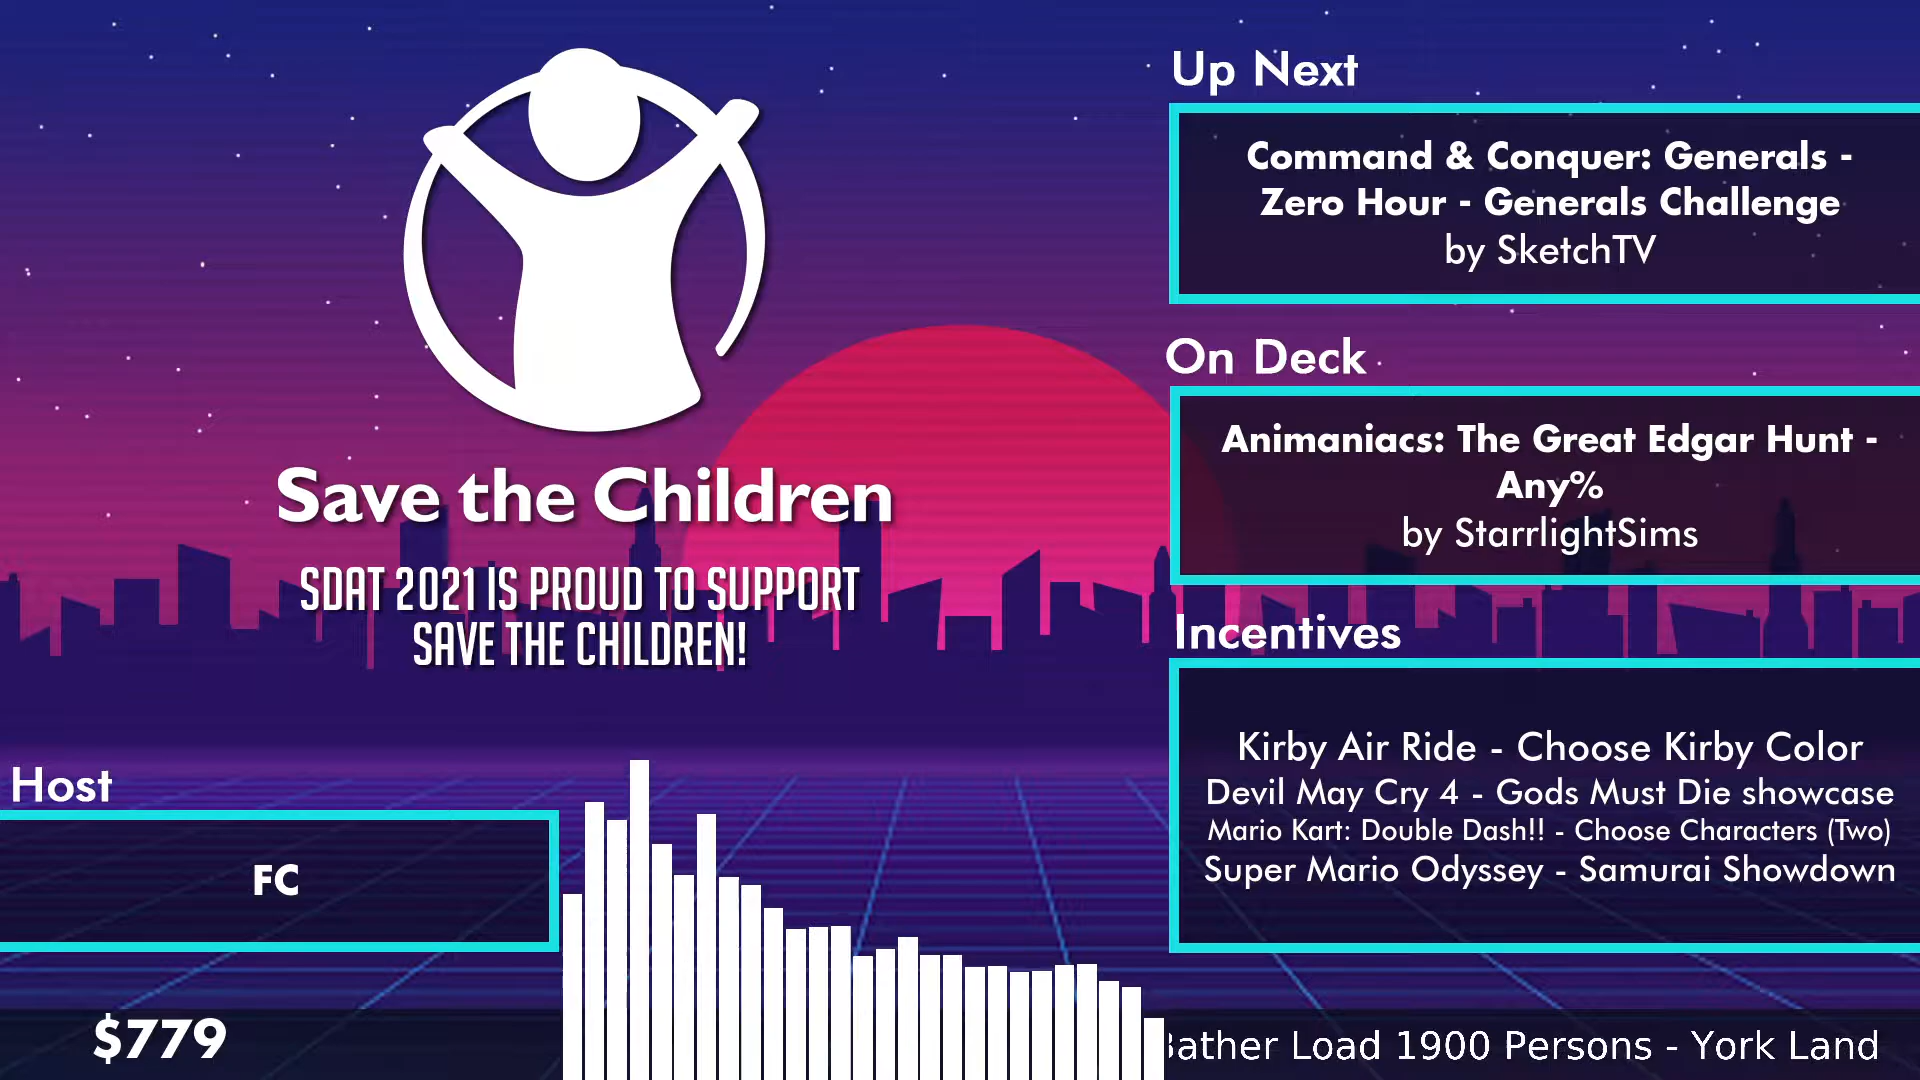 Save the Children
SDAT 2021 IS PROUD TO SUPPORT
SAVE THE CHILDREN!
Host
FC
$779
Up Next
Command & Conquer: Generals -
Zero Hour - Generals Challenge
by SketchTV
On Deck
Animaniacs: The Great Edgar Hunt -
Any%
by StarrlightSims
Incentives
Kirby Air Ride - Choose Kirby Color
Devil May Cry 4 - Gods Must Die showcase
Mario Kart: Double Dash!! - Choose Characters (Two)
Super Mario Odyssey - Samurai Showdown
Load 1900 Persons - York Land